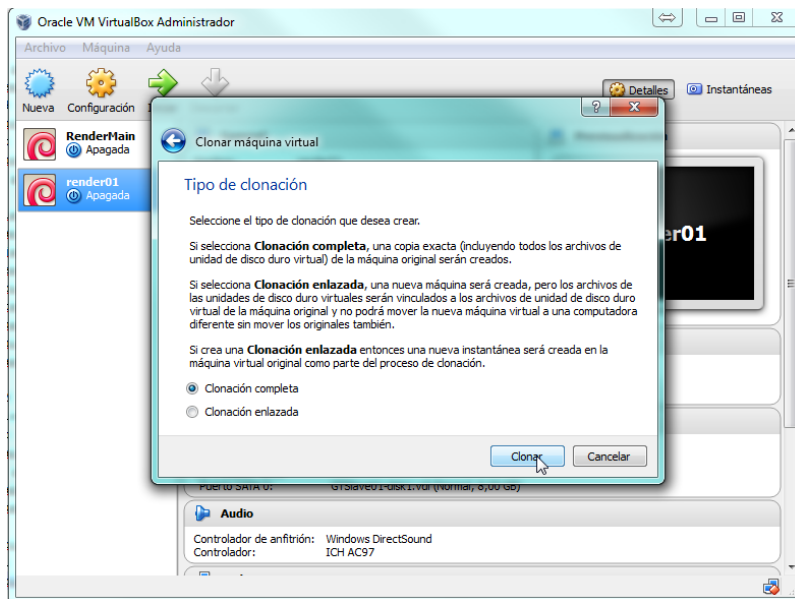 Oracle VM VirtualBox Administrador
Archivo Máquina Ayuda
Nueva Configuración
Detalles Instantáneas
RenderMain
Apagada
render01
Apagada
Clonar máquina virtual
Tipo de clonación
Seleccione el tipo de clonación que desea crear.
Si selecciona Clonación completa, una copia exacta (incluyendo todos los archivos de
unidad de disco duro virtual) de la máquina original serán creados.
Si selecciona Clonación enlazada, una nueva máquina será creada, pero los archivos de
las unidades de disco duro virtuales serán vinculados a los archivos de unidad de disco duro
virtual de la máquina original y no podrá mover la nueva máquina virtual a una computadora
diferente sin mover los originales también.
Si crea una Clonación enlazada entonces una nueva instantánea será creada en la
máquina virtual original como parte del proceso de clonación.
Clonación completa
Clonación enlazada
Clonar Cancelar
er01
Puerto SATA 0: GYSlave01-disk1.vdi (Normal, 8,00 GB)
Audio
Controlador de anfitrión: Windows DirectSound
Controlador: ICH AC97